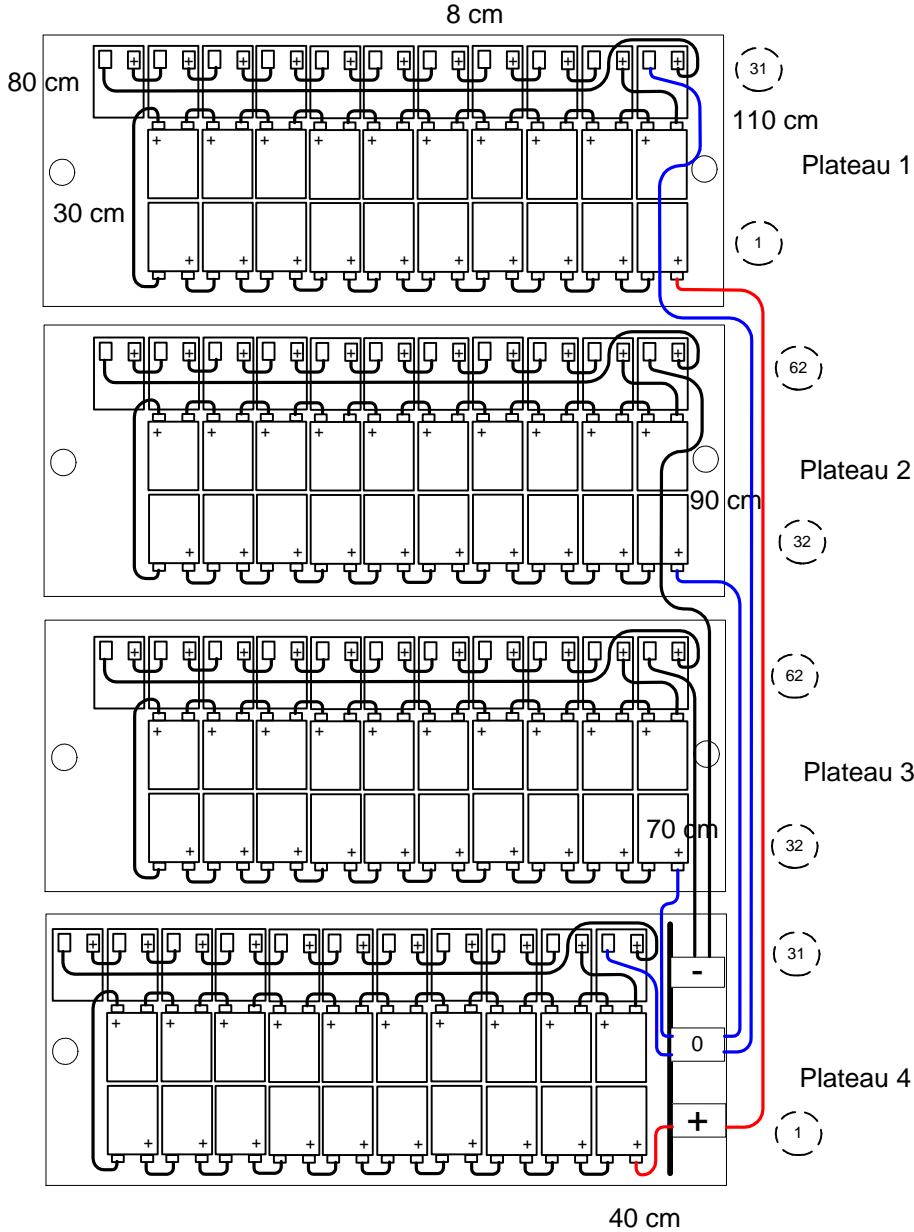 8 cm
80 cm
31
110 cm
Plateau 1
30 cm
1
62
Plateau 2
90 cm
32
62
Plateau 3
70 cm
32
31
-
0
Plateau 4
+
1
40 cm